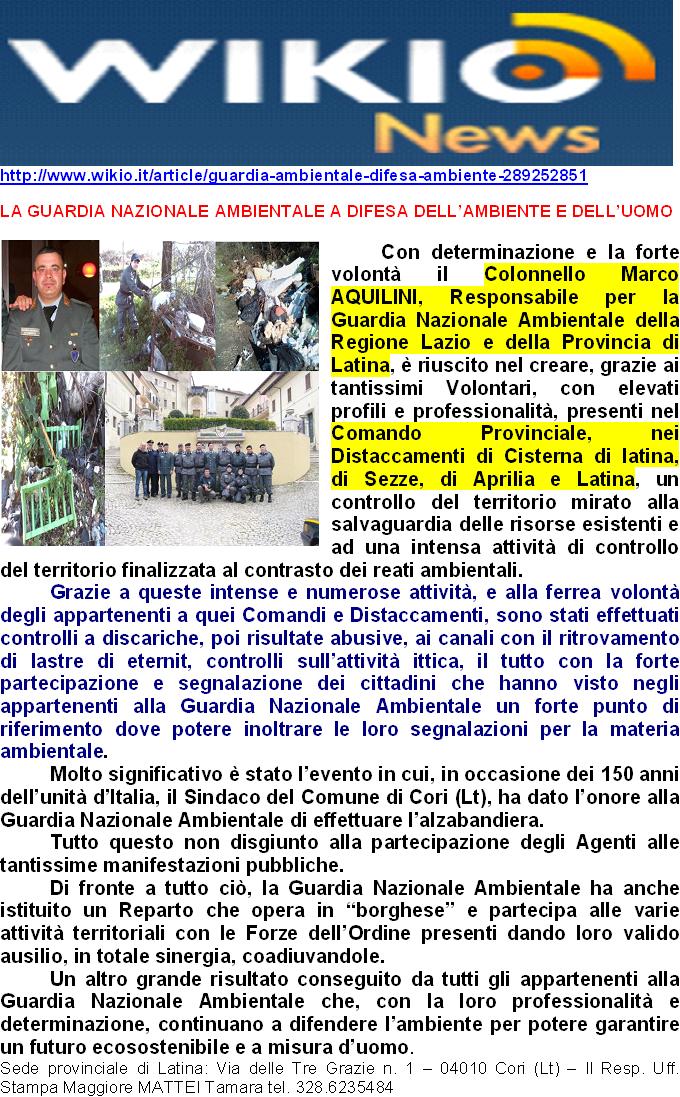 WIKIO
News
http://www.wikio.it/article/guardia-ambientale-difesa-ambiente-289252851
LA GUARDIA NAZIONALE AMBIENTALE A DIFESA DELL'AMBIENTE E DELL'UOMO
Con determinazione e la forte
volontà il Colonnello Marco
AQUILINI, Responsabile per la
Guardia Nazionale Ambientale della
Regione Lazio e della Provincia di
Latina, è riuscito nel creare, grazie ai
tantissimi Volontari, con elevati
profili e professionalità, presenti nel
Comando Provinciale, nei
Distaccamenti di Cisterna di latina,
di Sezze, di Aprilia e Latina, un
controllo del territorio mirato alla
salvaguardia delle risorse esistenti e
ad una intensa attività di controllo
del territorio finalizzata al contrasto dei reati ambientali.
Grazie a queste intense e numerose attività, e alla ferrea volontà
degli appartenenti a quei Comandi e Distaccamenti, sono stati effettuati
controlli a discariche, poi risultate abusive, ai canali con il ritrovamento
di lastre di eternit, controlli sull'attività ittica, il tutto con la forte
partecipazione e segnalazione dei cittadini che hanno visto negli
appartenenti alla Guardia Nazionale Ambientale un forte punto di
riferimento dove potere inoltrare le loro segnalazioni per la materia
ambientale.
Molto significativo è stato l'evento in cui, in occasione dei 150 anni
dell'unità d'Italia, il Sindaco del Comune di Cori (Lt), ha dato l'onore alla
Guardia Nazionale Ambientale di effettuare l'alzabandiera.
Tutto questo non disgiunto alla partecipazione degli Agenti alle
tantissime manifestazioni pubbliche.
Di fronte a tutto ciò, la Guardia Nazionale Ambientale ha anche
istituito un Reparto che opera in “borghese” e partecipa alle varie
attività territoriali con le Forze dell'Ordine presenti dando loro valido
ausilio, in totale sinergia, coadiuvandole.
Un altro grande risultato conseguito da tutti gli appartenenti alla
Guardia Nazionale Ambientale che, con la loro professionalità e
determinazione, continuano a difendere l'ambiente per potere garantire
un futuro ecosostenibile e a misura d'uomo.
Sede provinciale di Latina: Via delle Tre Grazie n. 1 – 04010 Cori (Lt) – Il Resp. Uff.
Stampa Maggiore MATTEI Tamara tel. 328.6235484